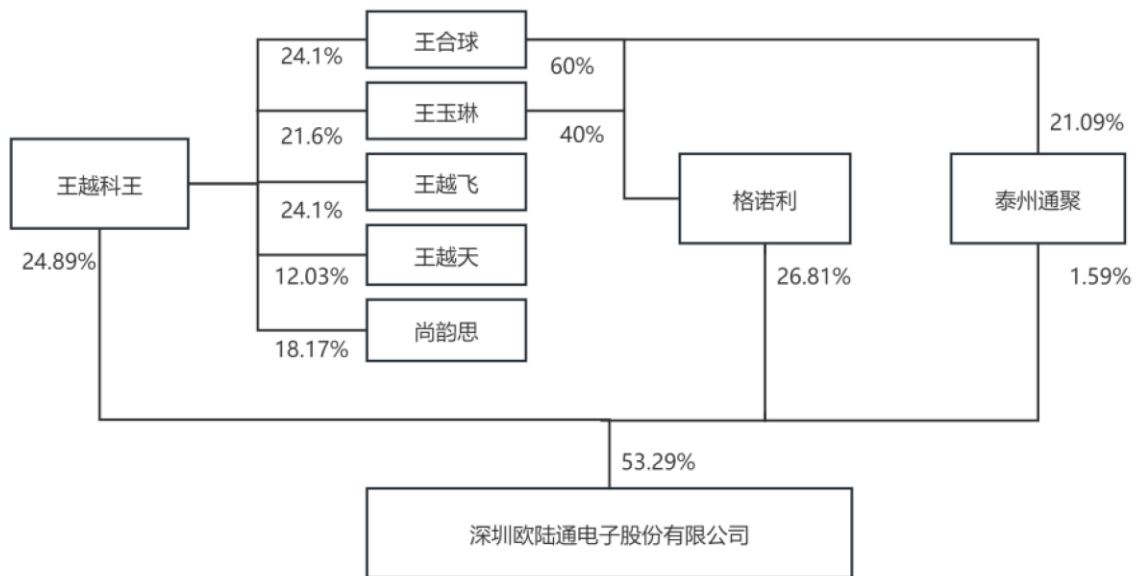 王合球
24.1%
60%
王玉琳
21.6%
40%
21.09%
王越科王
王越飞
格诺利
泰州通聚
24.1%
王越天
24.89%
12.03%
26.81%
1.59%
尚韵思
18.17%
53.29%
深圳欧陆通电子股份有限公司